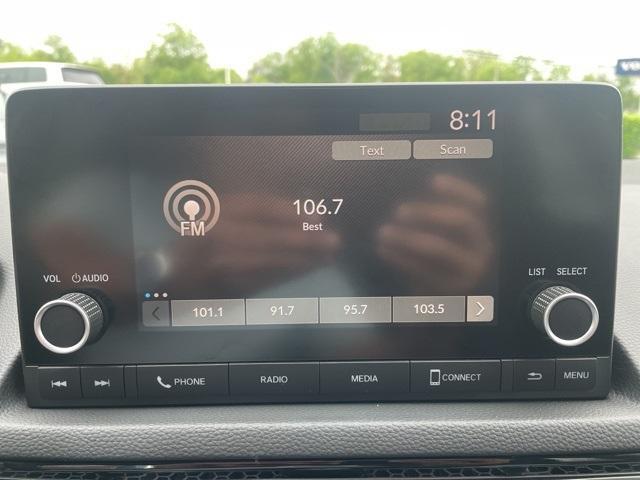 8:11
Text Scan
106.7
Best
FM
VOL AUDIO
LIST SELECT
101.1 91.7 95.7 103.5
PHONE RADIO MEDIA CONNECT MENU